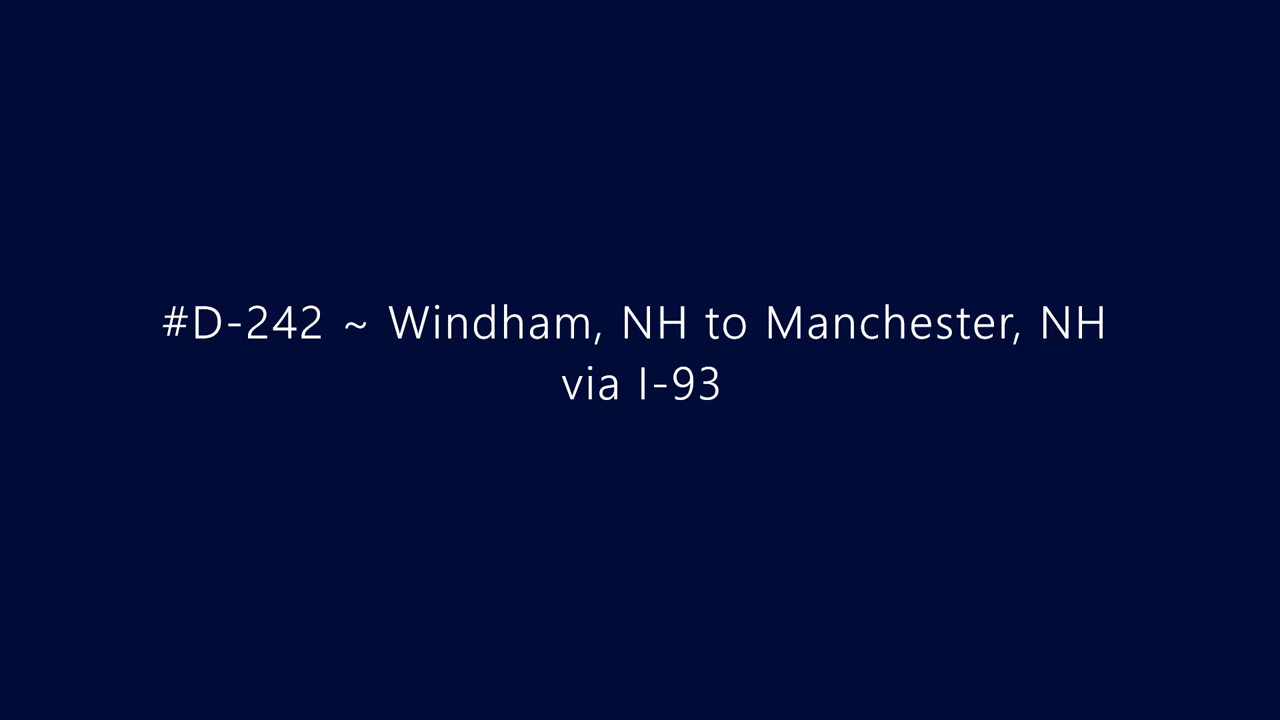 #D-242 ~ Windham, NH to Manchester, NH
via I-93